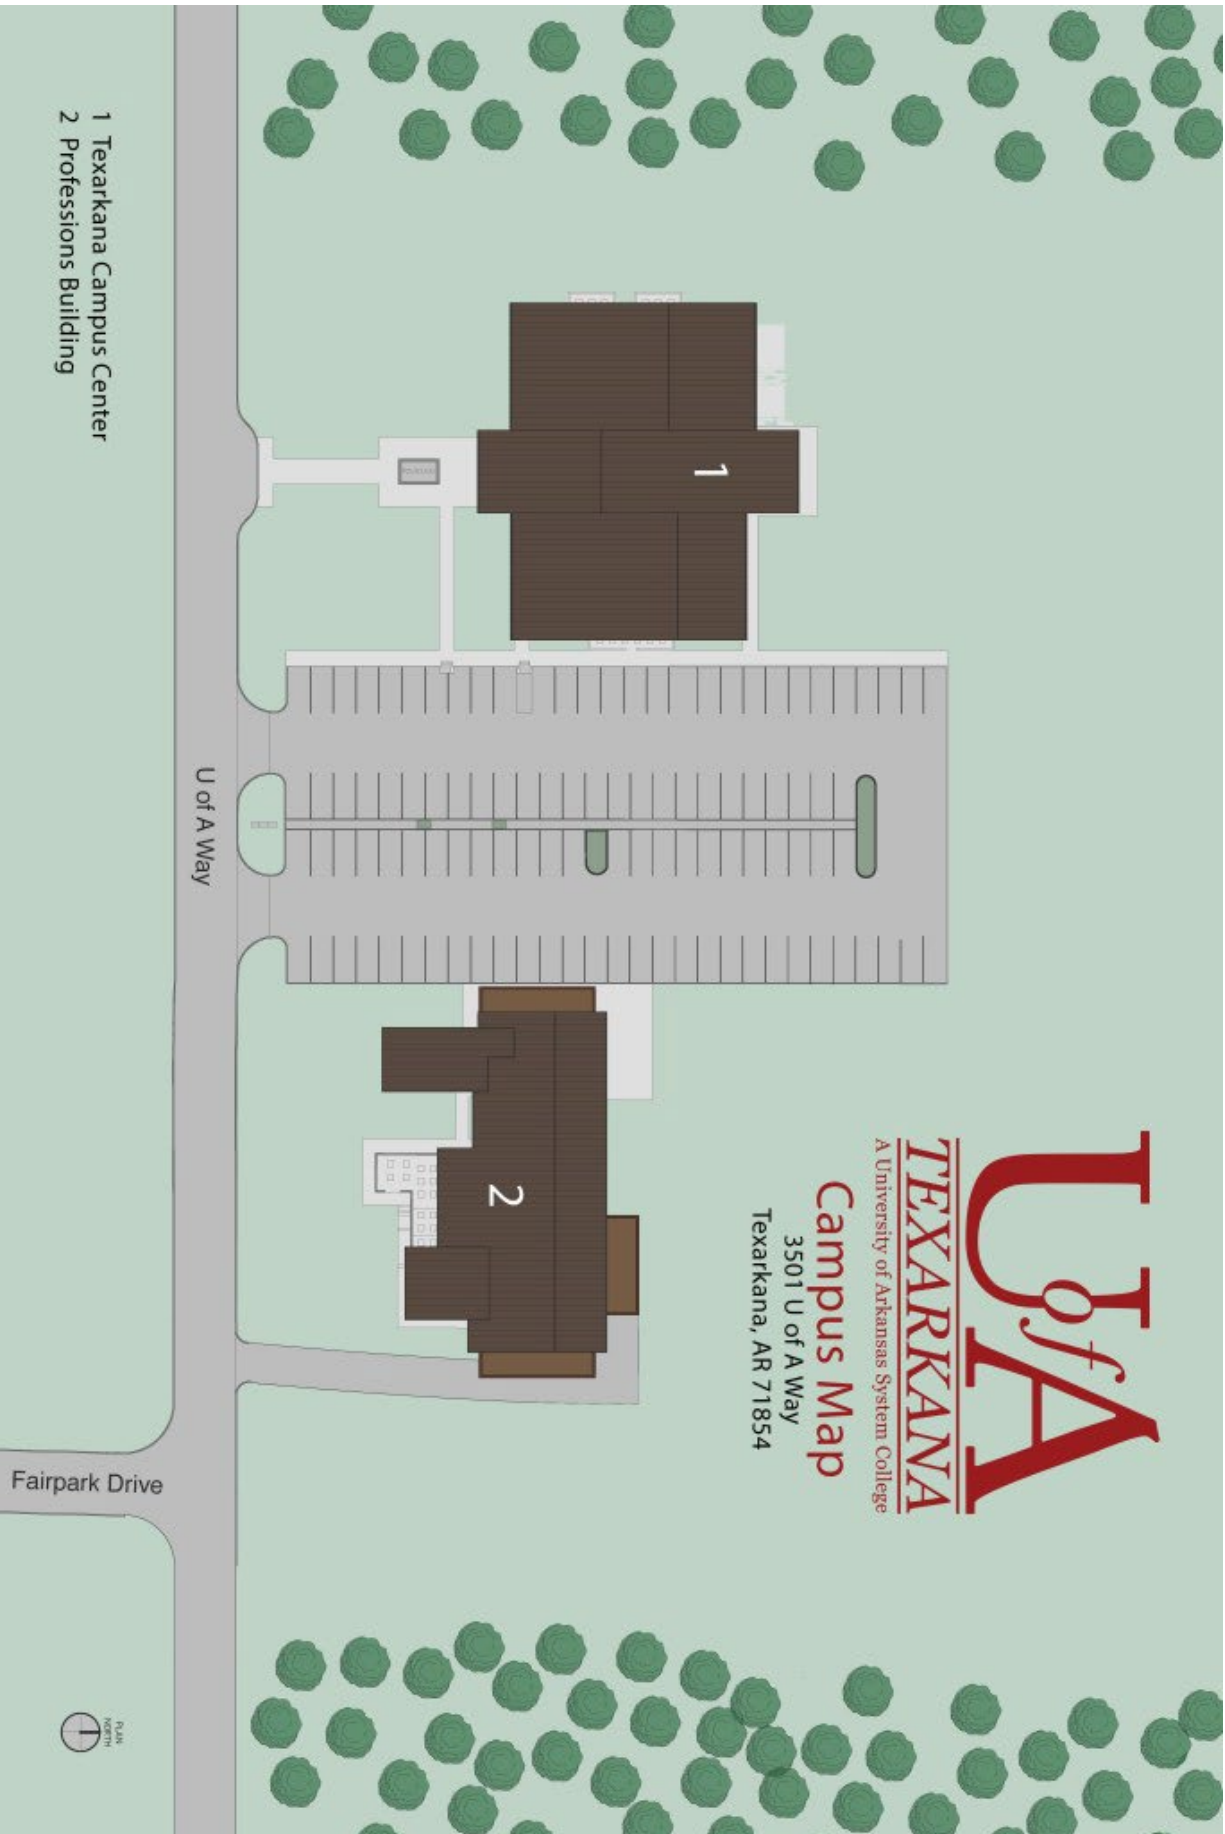 U of A
TEXARKANA
A University of Arkansas System College
Campus Map
3501 U of A Way
Texarkana, AR 71854
1
2
FOUNTAIN
U of A Way
Fairpark Drive
1 Texarkana Campus Center
2 Professions Building
PLAN
NORTH